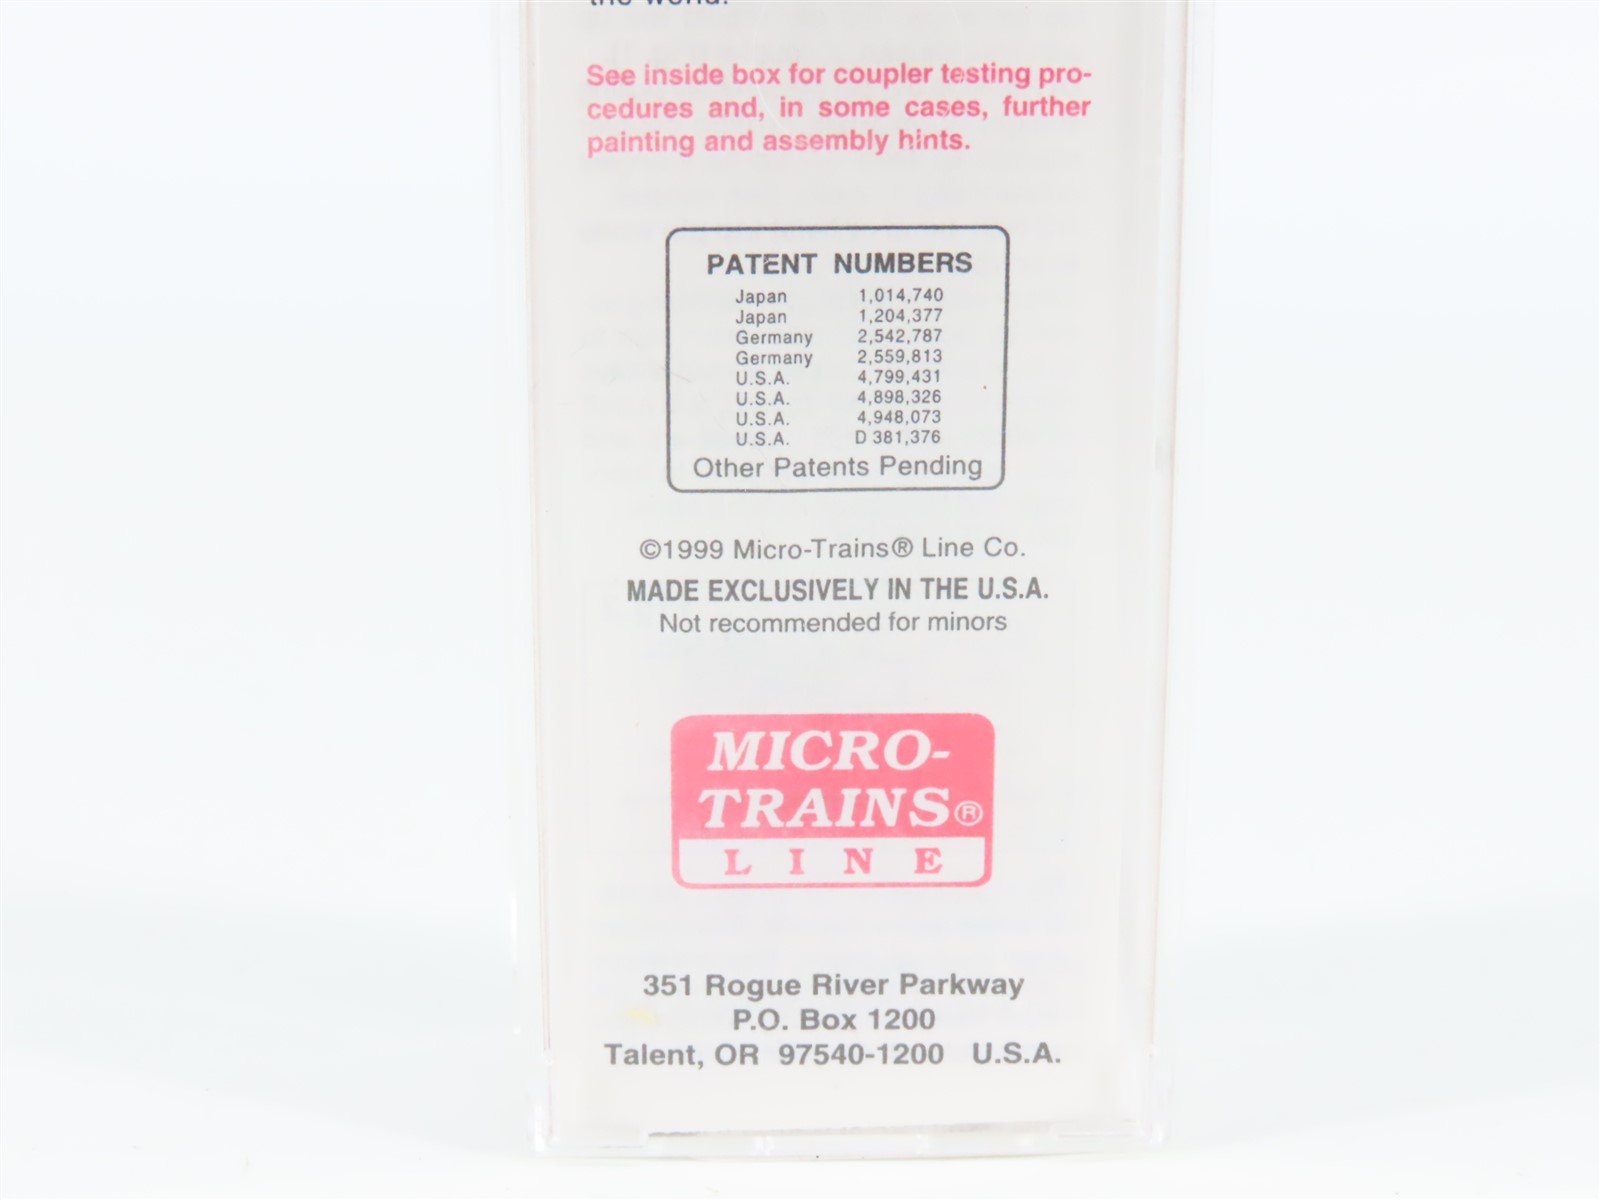 the world.
See inside box for coupler testing pro-
cedures and, in some cases, further
painting and assembly hints.
PATENT NUMBERS
Japan 1,014,740
Japan 1,204,377
Germany 2,542,787
Germany 2,559,813
U.S.A. 4,799,431
U.S.A. 4,898,326
U.S.A. 4,948,073
U.S.A. D 381,376
Other Patents Pending
©1999 Micro-Trains® Line Co.
MADE EXCLUSIVELY IN THE U.S.A.
Not recommended for minors
MICRO-
TRAINS®
LINE
351 Rogue River Parkway
P.O. Box 1200
Talent, OR 97540-1200 U.S.A.